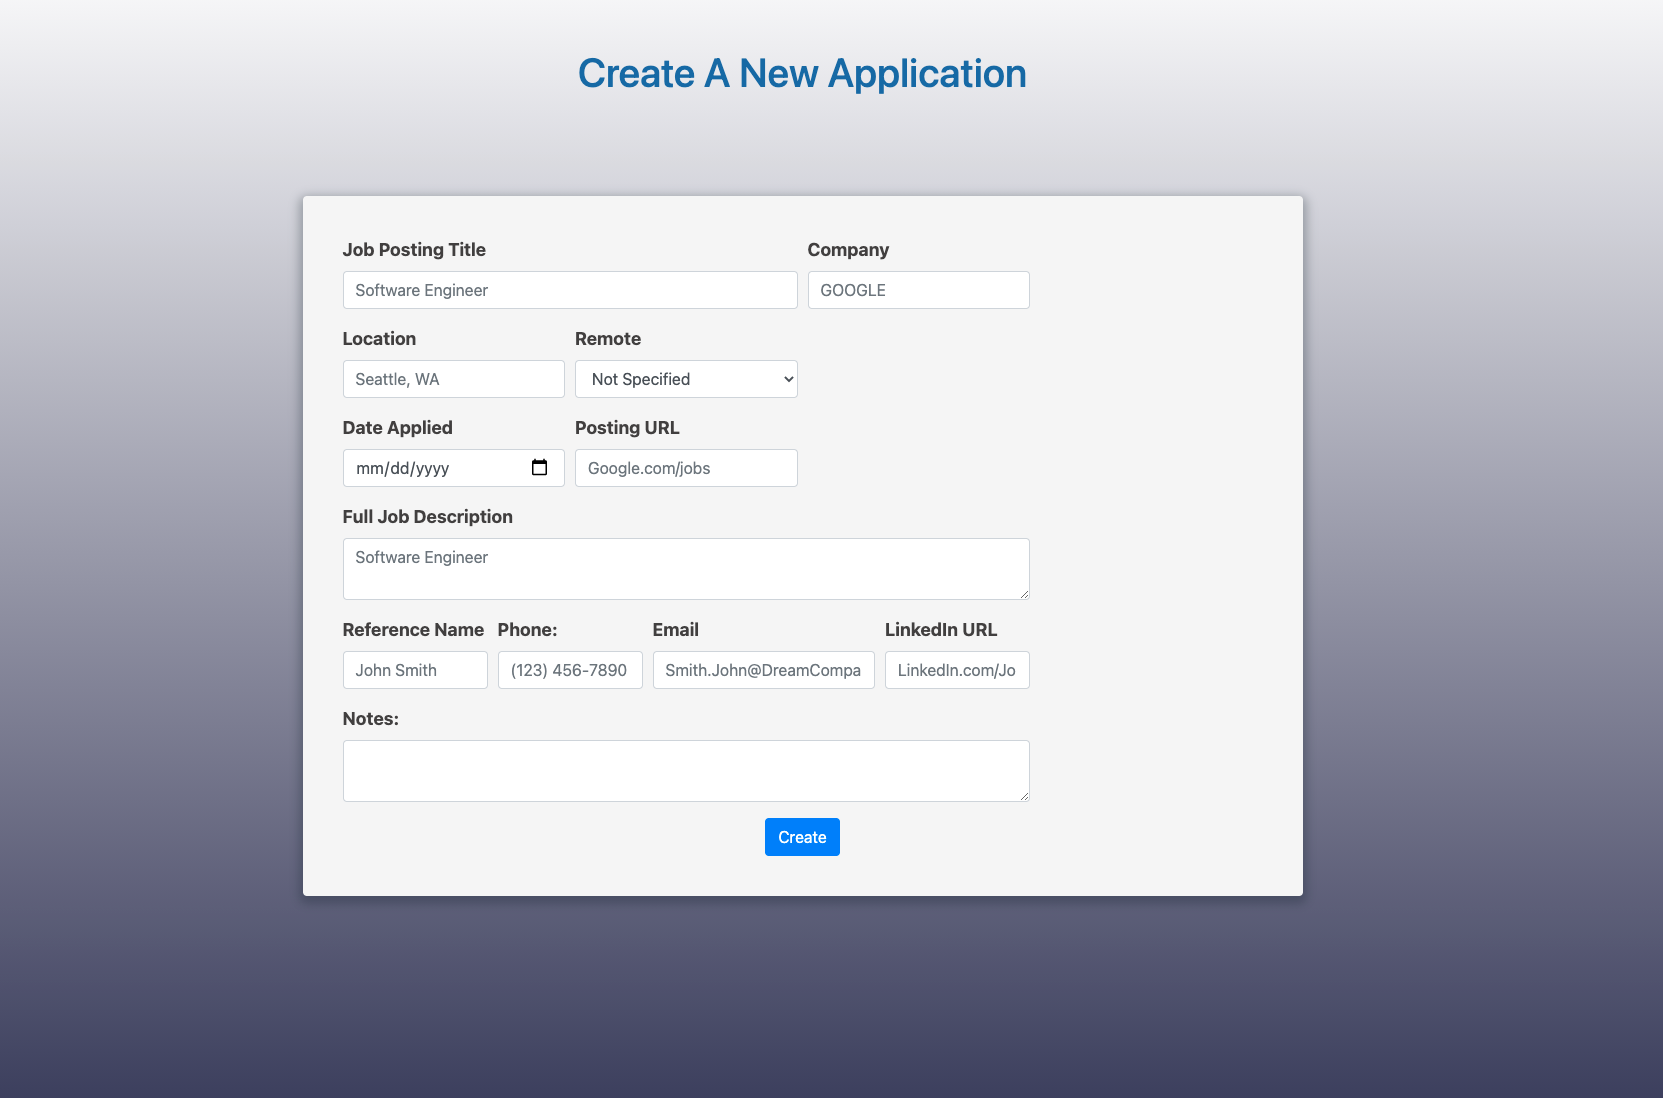 Create A New Application
Job Posting Title Company
Software Engineer GOOGLE
Location Remote
Seattle, WA Not Specified
Date Applied Posting URL
mm/dd/yyyy Google.com/jobs
Full Job Description
Software Engineer
Reference Name Phone: Email LinkedIn URL
John Smith (123) 456-7890 Smith.John@DreamCompa LinkedIn.com/Jo
Notes:
Create